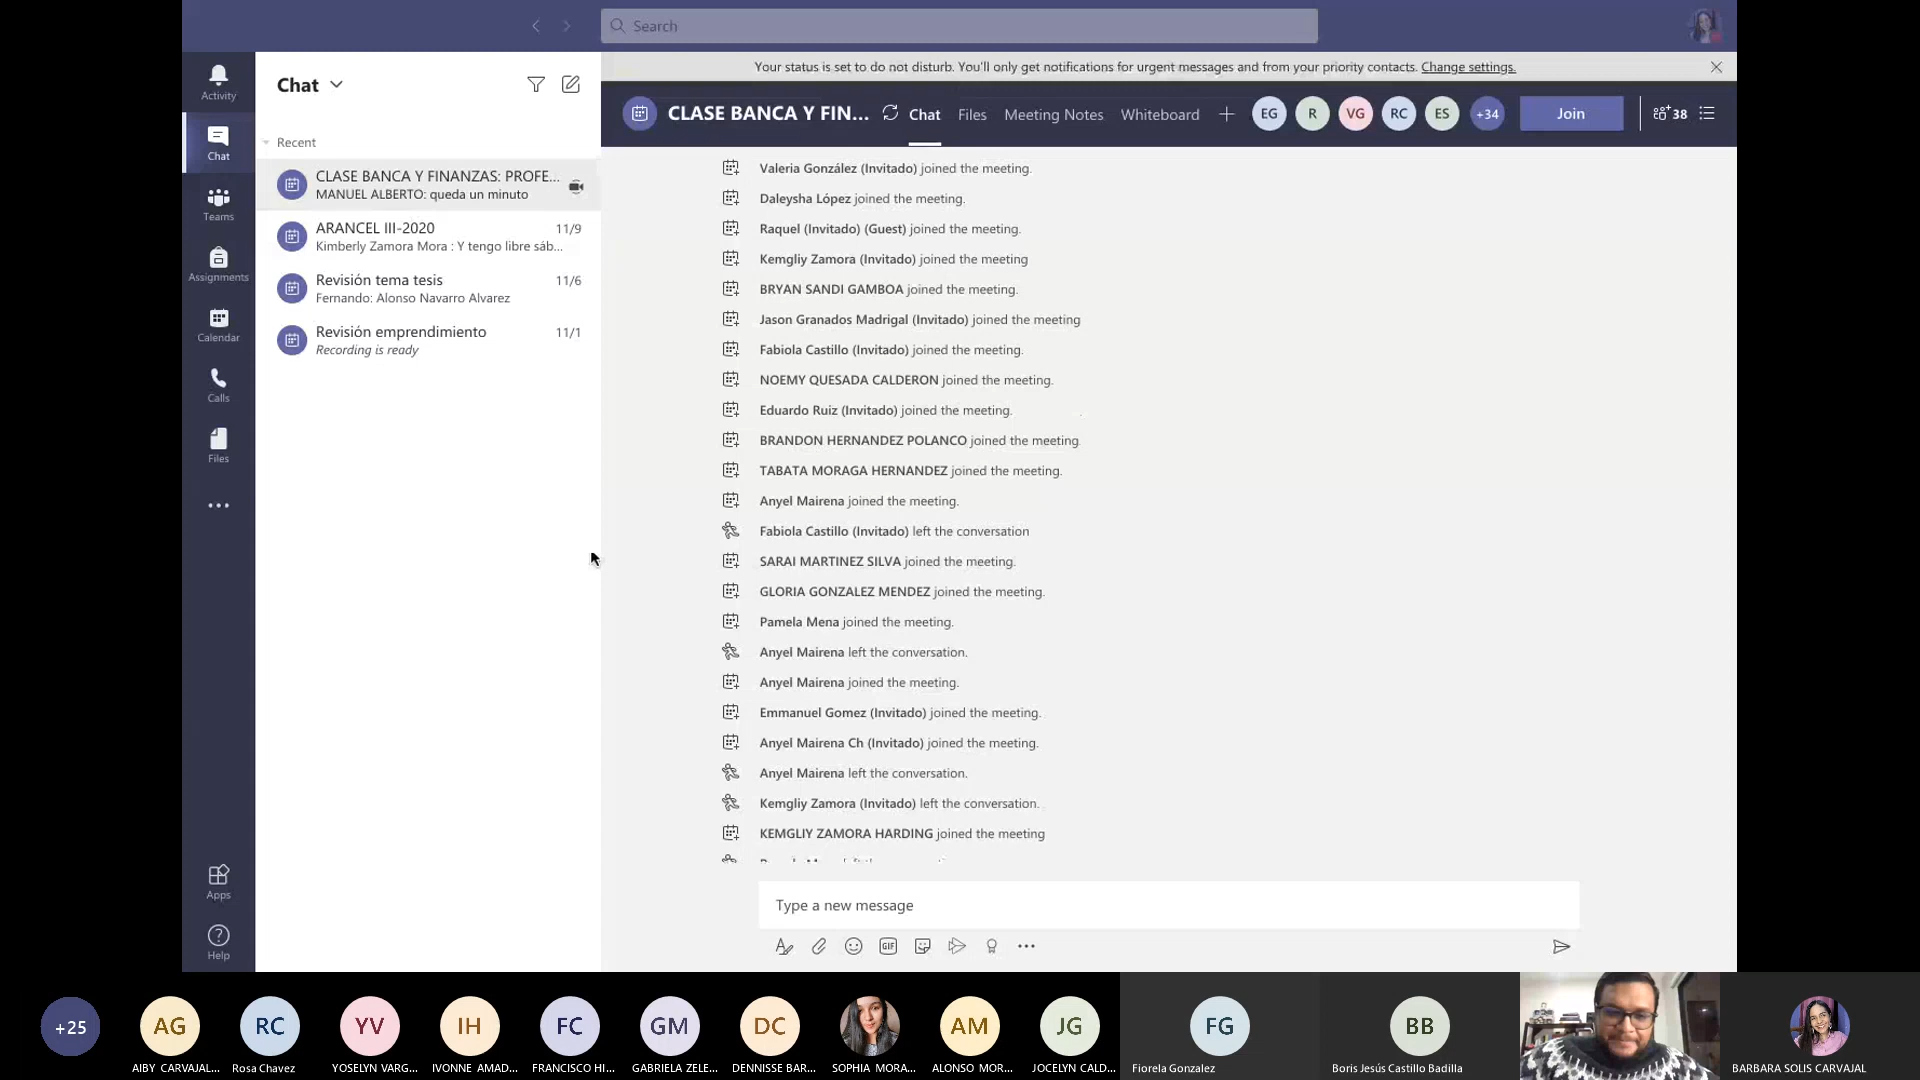 Search
Your status is set to do not disturb. You'll only get notifications for urgent messages and from your priority contacts. Change settings.
Activity
Chat
Teams
Assignments
Calendar
Calls
Files
Apps
Help
Chat
Recent
CLASE BANCA Y FINANZAS: PROFE...
MANUEL ALBERTO: queda un minuto
ARANCEL III-2020 11/9
Kimberly Zamora Mora : Y tengo libre sáb...
Revisión tema tesis 11/6
Fernando: Alonso Navarro Alvarez
Revisión emprendimiento 11/1
Recording is ready
CLASE BANCA Y FIN... Chat Files Meeting Notes Whiteboard EG R VG RC ES +34 Join 38
Valeria González (Invitado) joined the meeting.
Daleysha López joined the meeting.
Raquel (Invitado) (Guest) joined the meeting.
Kemgliy Zamora (Invitado) joined the meeting
BRYAN SANDI GAMBOA joined the meeting.
Jason Granados Madrigal (Invitado) joined the meeting
Fabiola Castillo (Invitado) joined the meeting.
NOEMY QUESADA CALDERON joined the meeting.
Eduardo Ruiz (Invitado) joined the meeting.
BRANDON HERNANDEZ POLANCO joined the meeting
TABATA MORAGA HERNANDEZ joined the meeting.
Anyel Mairena joined the meeting.
Fabiola Castillo (Invitado) left the conversation
SARAI MARTINEZ SILVA joined the meeting.
GLORIA GONZALEZ MENDEZ joined the meeting.
Pamela Mena joined the meeting.
Anyel Mairena left the conversation.
Anyel Mairena joined the meeting.
Emmanuel Gomez (Invitado) joined the meeting.
Anyel Mairena Ch (Invitado) joined the meeting.
Anyel Mairena left the conversation.
Kemgliy Zamora (Invitado) left the conversation.
KEMGLIY ZAMORA HARDING joined the meeting
Type a new message
GIF
+25 AG RC YV IH FC GM DC AM JG FG BB
AIBY CARVAJAL... Rosa Chavez YOSELYN VARG... IVONNE AMAD... FRANCISCO HI... GABRIELA ZELE... DENNISSE BAR... SOPHIA MORA... ALONSO MOR... JOCELYN CALD... Fiorela Gonzalez Boris Jesús Castillo Badilla BARBARA SOLIS CARVAJAL